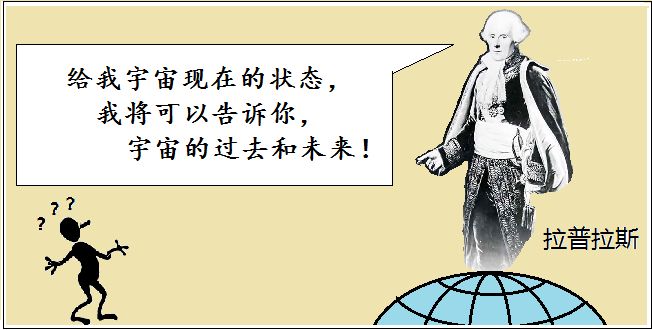 给我宇宙现在的状态，
我将可以告诉你，
宇宙的过去和未来！
? ? ?
拉普拉斯